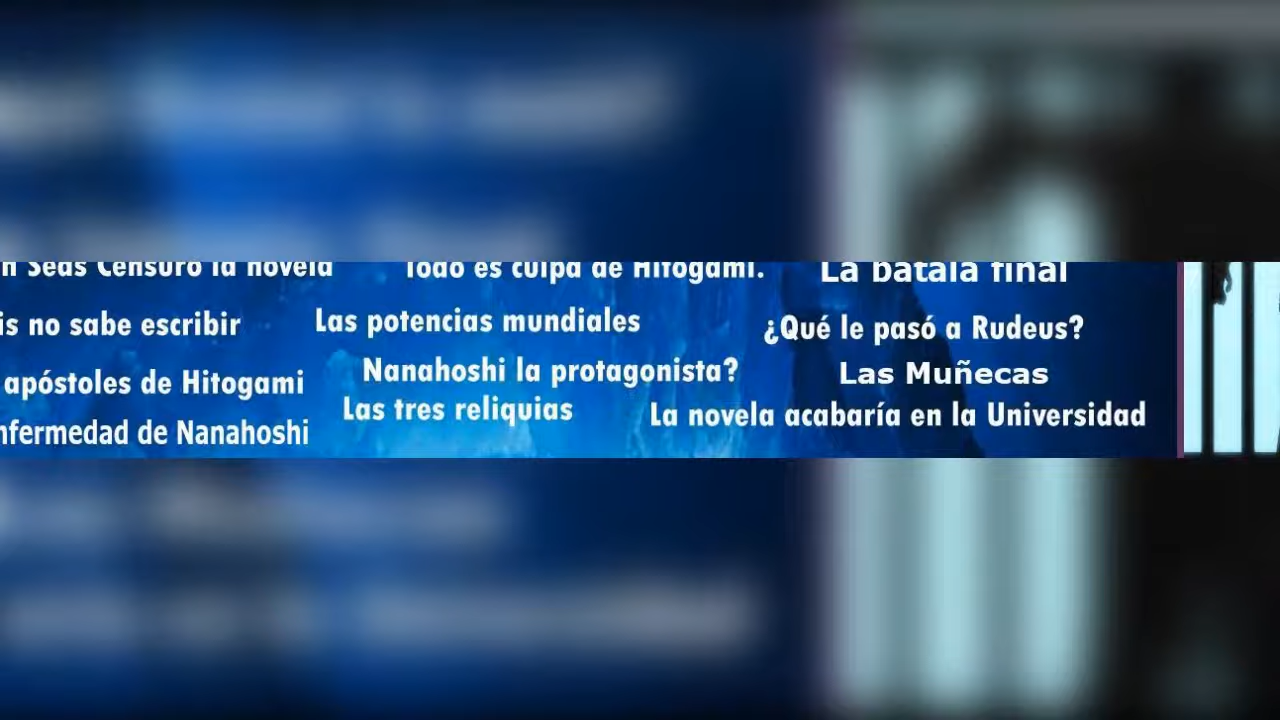 n Seas Censuró la novela
Todo es culpa de Hitogami.
La batala final
is no sabe escribir
Las potencias mundiales
¿Qué le pasó a Rudeus?
apóstoles de Hitogami
Nanahoshi la protagonista?
Las Muñecas
Las tres reliquias
La novela acabaría en la Universidad
nfermedad de Nanahoshi